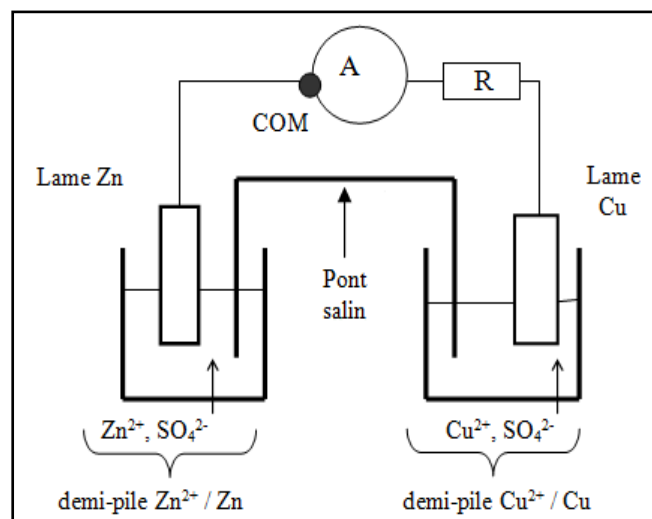 A
R
COM
Lame Zn
Lame
Cu
Pont
salin
Zn²⁺, SO₄²⁻
Cu²⁺, SO₄²⁻
demi-pile Zn²⁺ / Zn
demi-pile Cu²⁺ / Cu